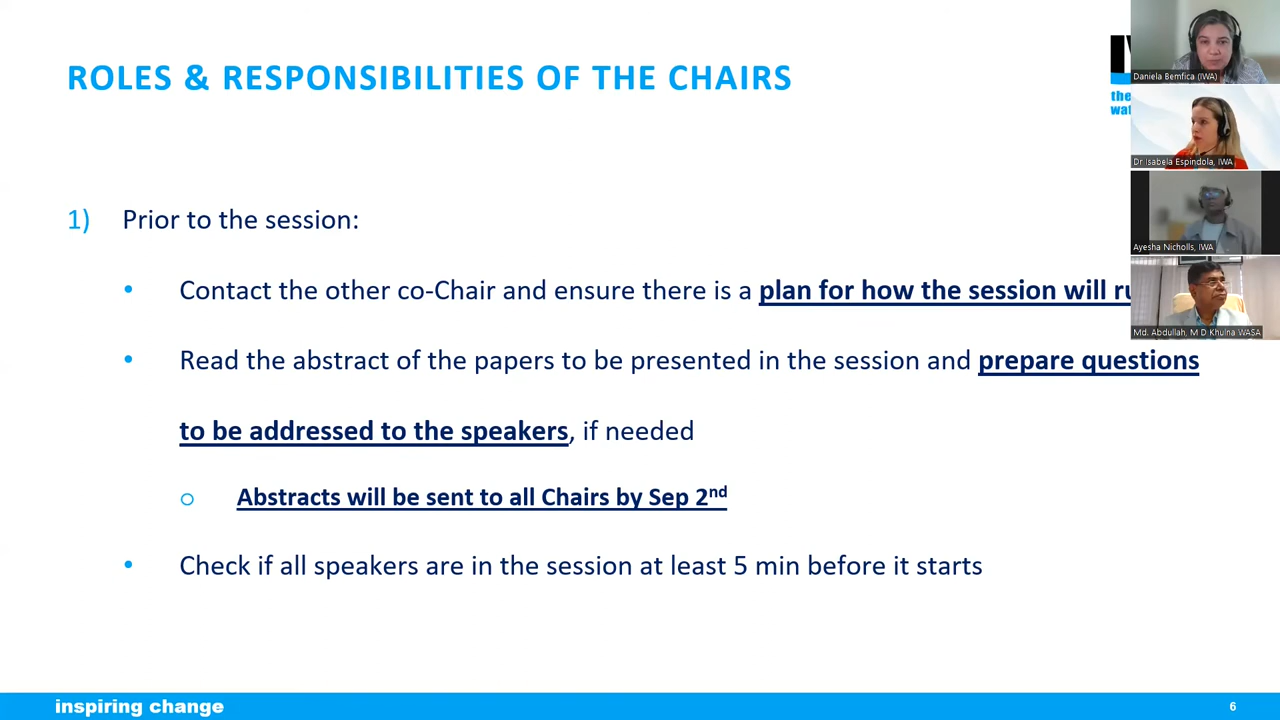 ROLES & RESPONSIBILITIES OF THE CHAIRS
the
Daniela Bemfica (IWA)
Dr Isabela Espindola, IWA
Ayesha Nicholls, IWA
Md. Abdullah, M D Khulna WASA
1) Prior to the session:
• Contact the other co-Chair and ensure there is a plan for how the session will
• Read the abstract of the papers to be presented in the session and prepare questions
to be addressed to the speakers, if needed
o Abstracts will be sent to all Chairs by Sep 2nd
• Check if all speakers are in the session at least 5 min before it starts
inspiring change
6